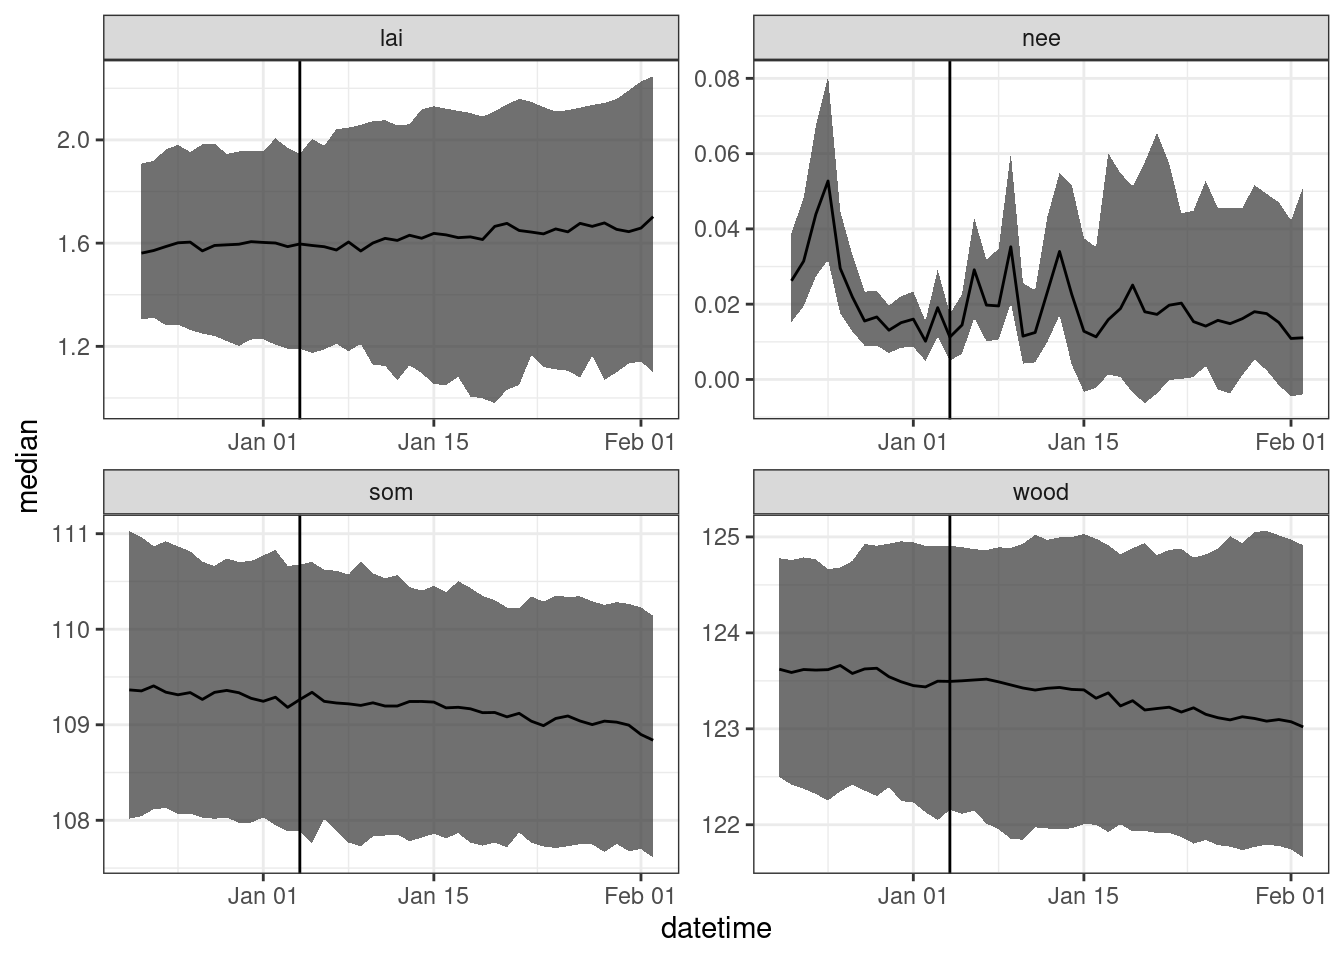 lai
nee
2.0
1.6
1.2
0.08
0.06
0.04
0.02
0.00
Jan 01 Jan 15 Feb 01
Jan 01 Jan 15 Feb 01
median
som
wood
111
110
109
108
125
124
123
122
Jan 01 Jan 15 Feb 01
Jan 01 Jan 15 Feb 01
datetime